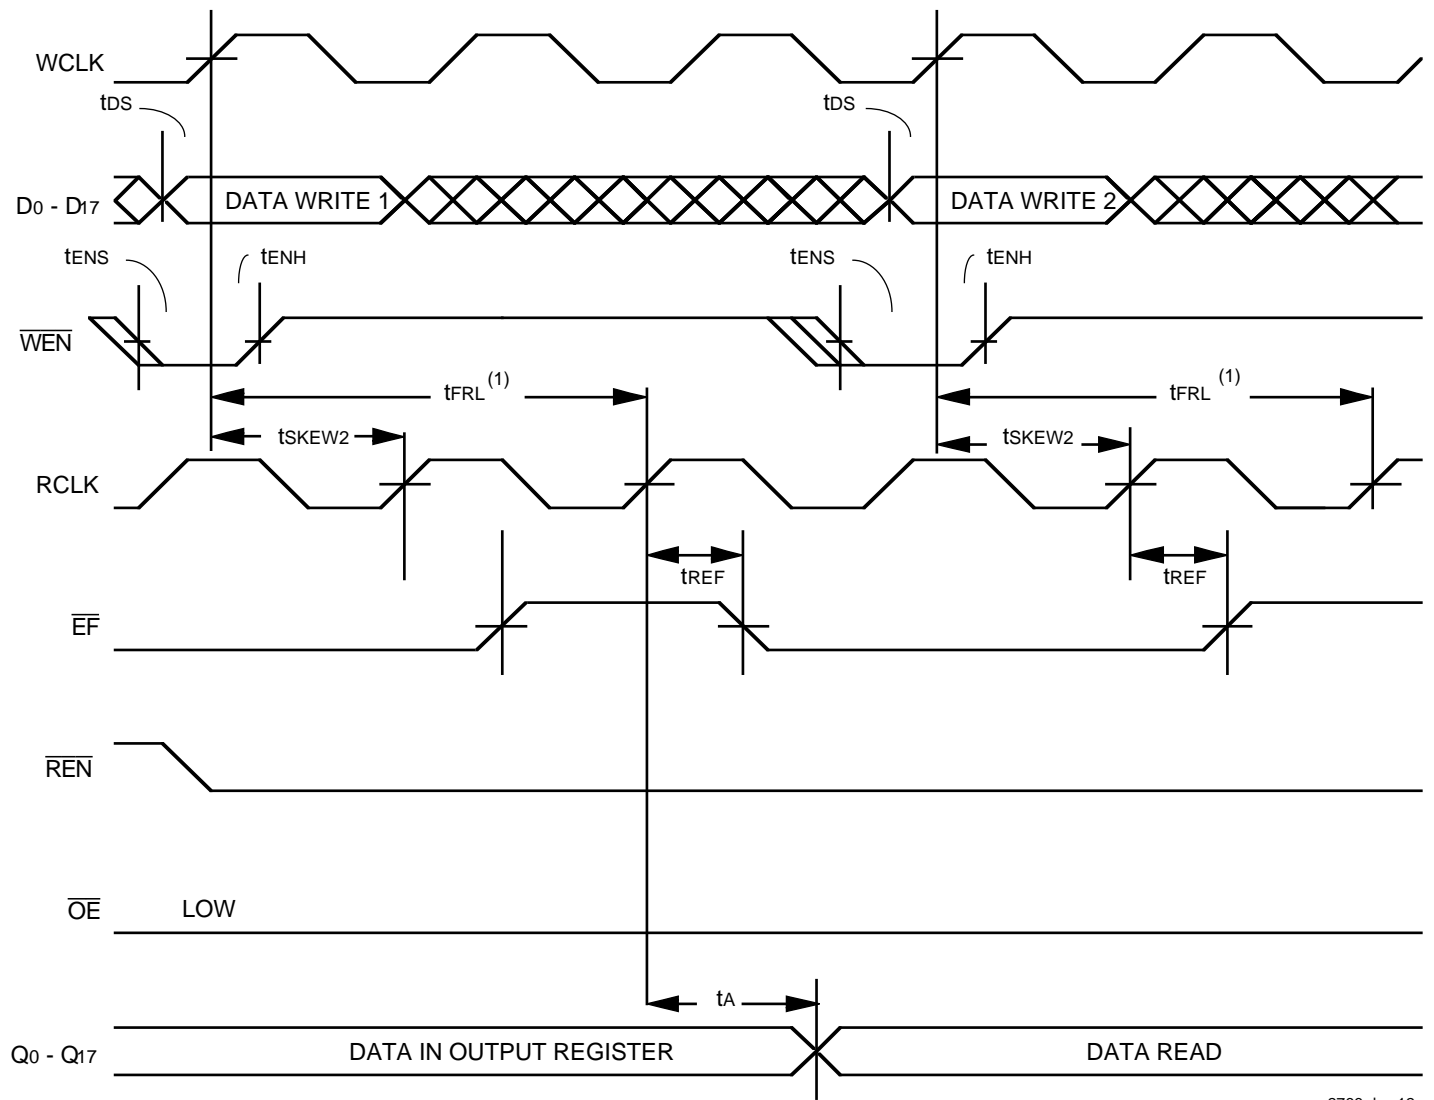 WCLK
tDS tDS
D0 - D17 DATA WRITE 1 DATA WRITE 2
tENS tENH tENS tENH
WEN
tFRL (1) tFRL (1)
tSKEW2 tSKEW2
RCLK
tREF tREF
EF
REN
OE LOW
tA
Q0 - Q17 DATA IN OUTPUT REGISTER DATA READ